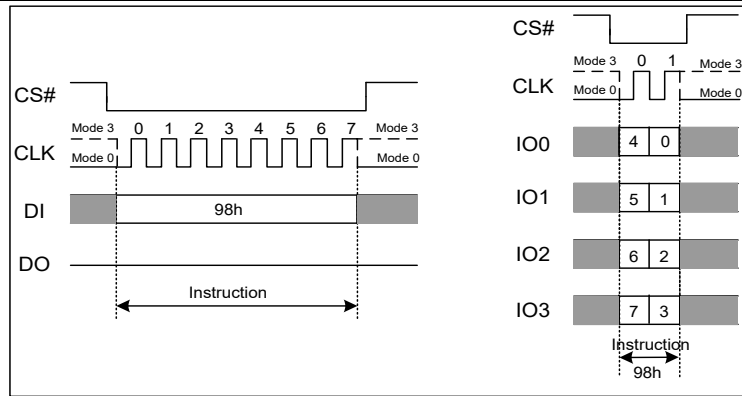 CS#
Mode 3 0 1 2 3 4 5 6 7 Mode 3
CLK
Mode 0 Mode 0
DI 98h
DO
Instruction
CS#
Mode 3 0 1 Mode 3
CLK
Mode 0 Mode 0
IO0 4 0
IO1 5 1
IO2 6 2
IO3 7 3
Instruction
98h